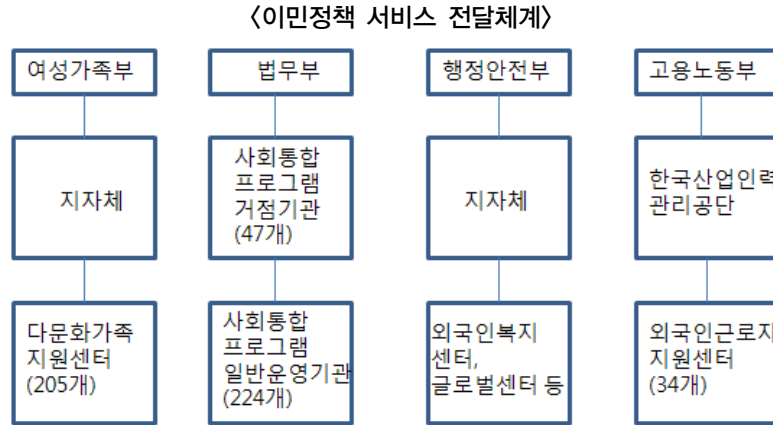 〈이민정책 서비스 전달체계〉
여성가족부
법무부
행정안전부
고용노동부
지자체
사회통합
프로그램
거점기관
(47개)
지자체
한국산업인력
관리공단
다문화가족
지원센터
(205개)
사회통합
프로그램
일반운영기관
(224개)
외국인복지
센터,
글로벌센터 등
외국인근로자
지원센터
(34개)